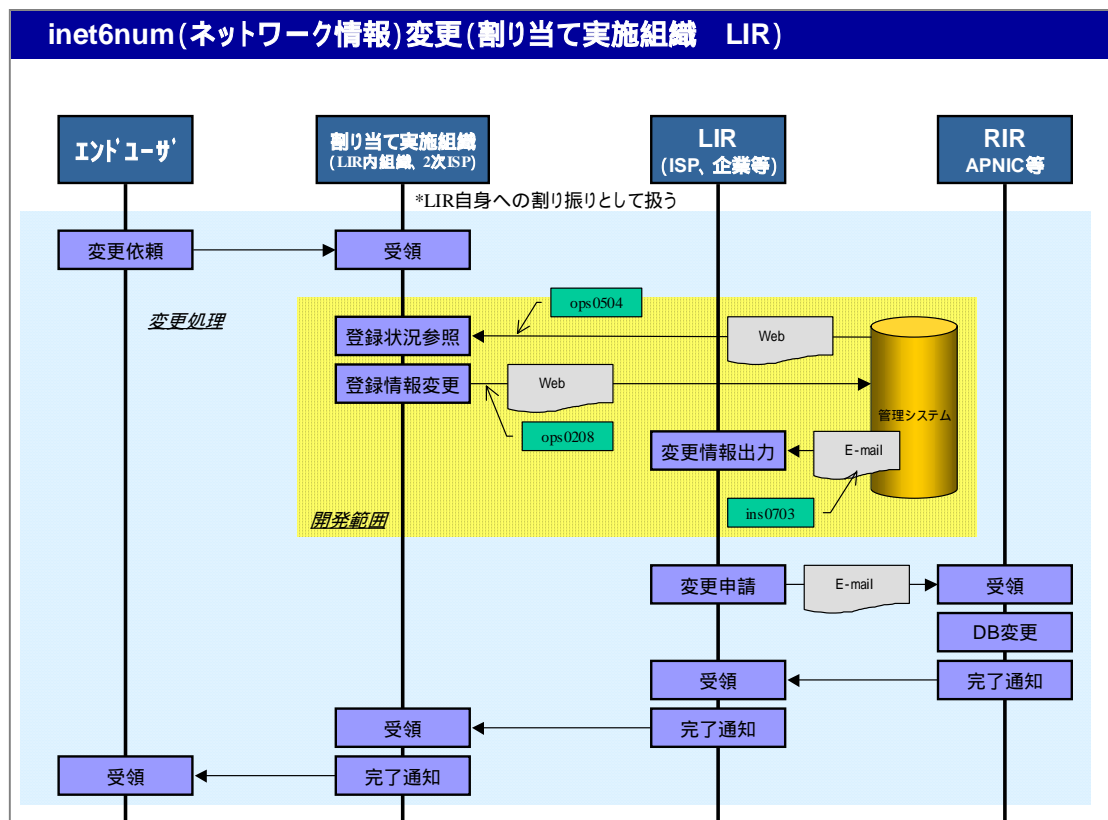 inet6num(ネットワーク情報)変更(割り当て実施組織　LIR)
エンドユーザ
割り当て実施組織
(LIR内組織、2次ISP)
LIR
(ISP、企業等)
RIR
APNIC等
*LIR自身への割り振りとして扱う
変更依頼
受領
変更処理
ops0504
登録状況参照
Web
登録情報変更
Web
管理システム
ops0208
変更情報出力
E-mail
ins0703
開発範囲
変更申請
E-mail
受領
DB変更
受領
完了通知
受領
完了通知
受領
完了通知